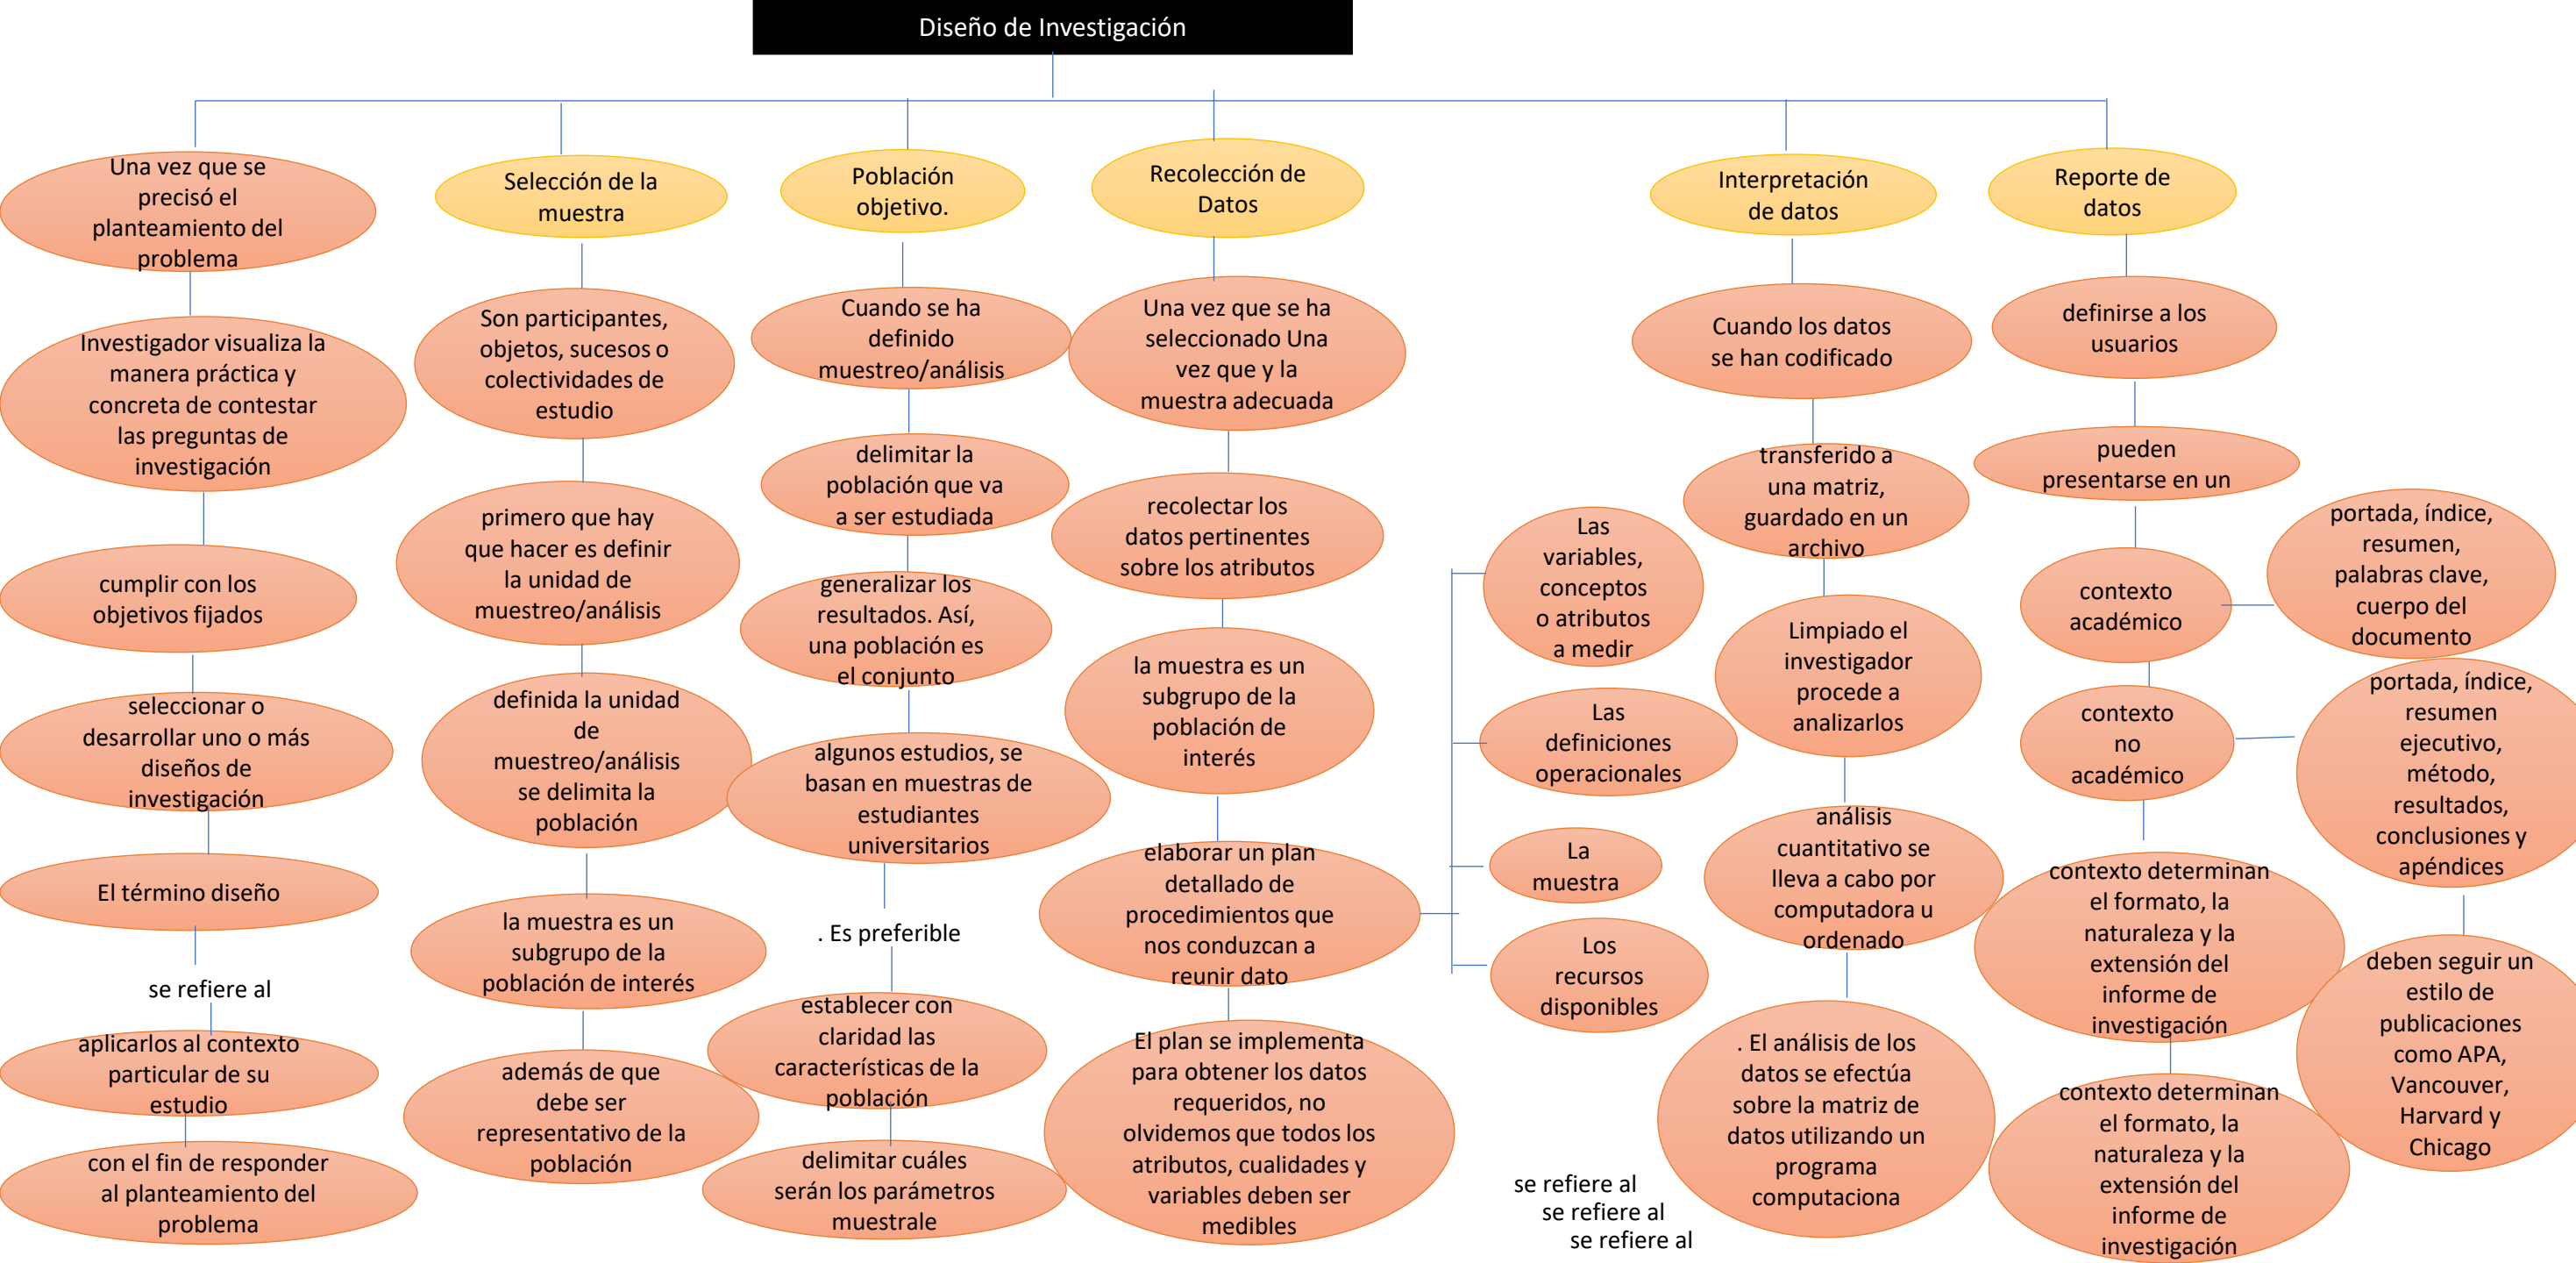 Diseño de Investigación
Una vez que se
precisó el
planteamiento del
problema
Investigador visualiza la
manera práctica y
concreta de contestar
las preguntas de
investigación
cumplir con los
objetivos fijados
seleccionar o
desarrollar uno o más
diseños de
investigación
El término diseño
se refiere al
aplicarlos al contexto
particular de su
estudio
con el fin de responder
al planteamiento del
problema
Selección de la
muestra
Son participantes,
objetos, sucesos o
colectividades de
estudio
primero que hay
que hacer es definir
la unidad de
muestreo/análisis
definida la unidad
de
muestreo/análisis
se delimita la
población
la muestra es un
subgrupo de la
población de interés
además de que
debe ser
representativo de la
población
Población
objetivo.
Cuando se ha
definido
muestreo/análisis
delimitar la
población que va
a ser estudiada
generalizar los
resultados. Así,
una población es
el conjunto
algunos estudios, se
basan en muestras de
estudiantes
universitarios
. Es preferible
establecer con
claridad las
características de la
población
delimitar cuáles
serán los parámetros
muestrale
Recolección de
Datos
Una vez que se ha
seleccionado Una
vez que y la
muestra adecuada
recolectar los
datos pertinentes
sobre los atributos
la muestra es un
subgrupo de la
población de
interés
elaborar un plan
detallado de
procedimientos que
nos conduzcan a
reunir dato
El plan se implementa
para obtener los datos
requeridos, no
olvidemos que todos los
atributos, cualidades y
variables deben ser
medibles
Las
variables,
conceptos
o atributos
a medir
Las
definiciones
operacionales
La
muestra
Los
recursos
disponibles
se refiere al
se refiere al
se refiere al
Interpretación
de datos
Cuando los datos
se han codificado
transferido a
una matriz,
guardado en un
archivo
Limpiado el
investigador
procede a
analizarlos
análisis
cuantitativo se
lleva a cabo por
computadora u
ordenado
. El análisis de los
datos se efectúa
sobre la matriz de
datos utilizando un
programa
computaciona
Reporte de
datos
definirse a los
usuarios
pueden
presentarse en un
contexto
académico
contexto
no
académico
contexto determinan
el formato, la
naturaleza y la
extensión del
informe de
investigación
contexto determinan
el formato, la
naturaleza y la
extensión del
informe de
investigación
portada, índice,
resumen,
palabras clave,
cuerpo del
documento
portada, índice,
resumen
ejecutivo,
método,
resultados,
conclusiones y
apéndices
deben seguir un
estilo de
publicaciones
como APA,
Vancouver,
Harvard y
Chicago